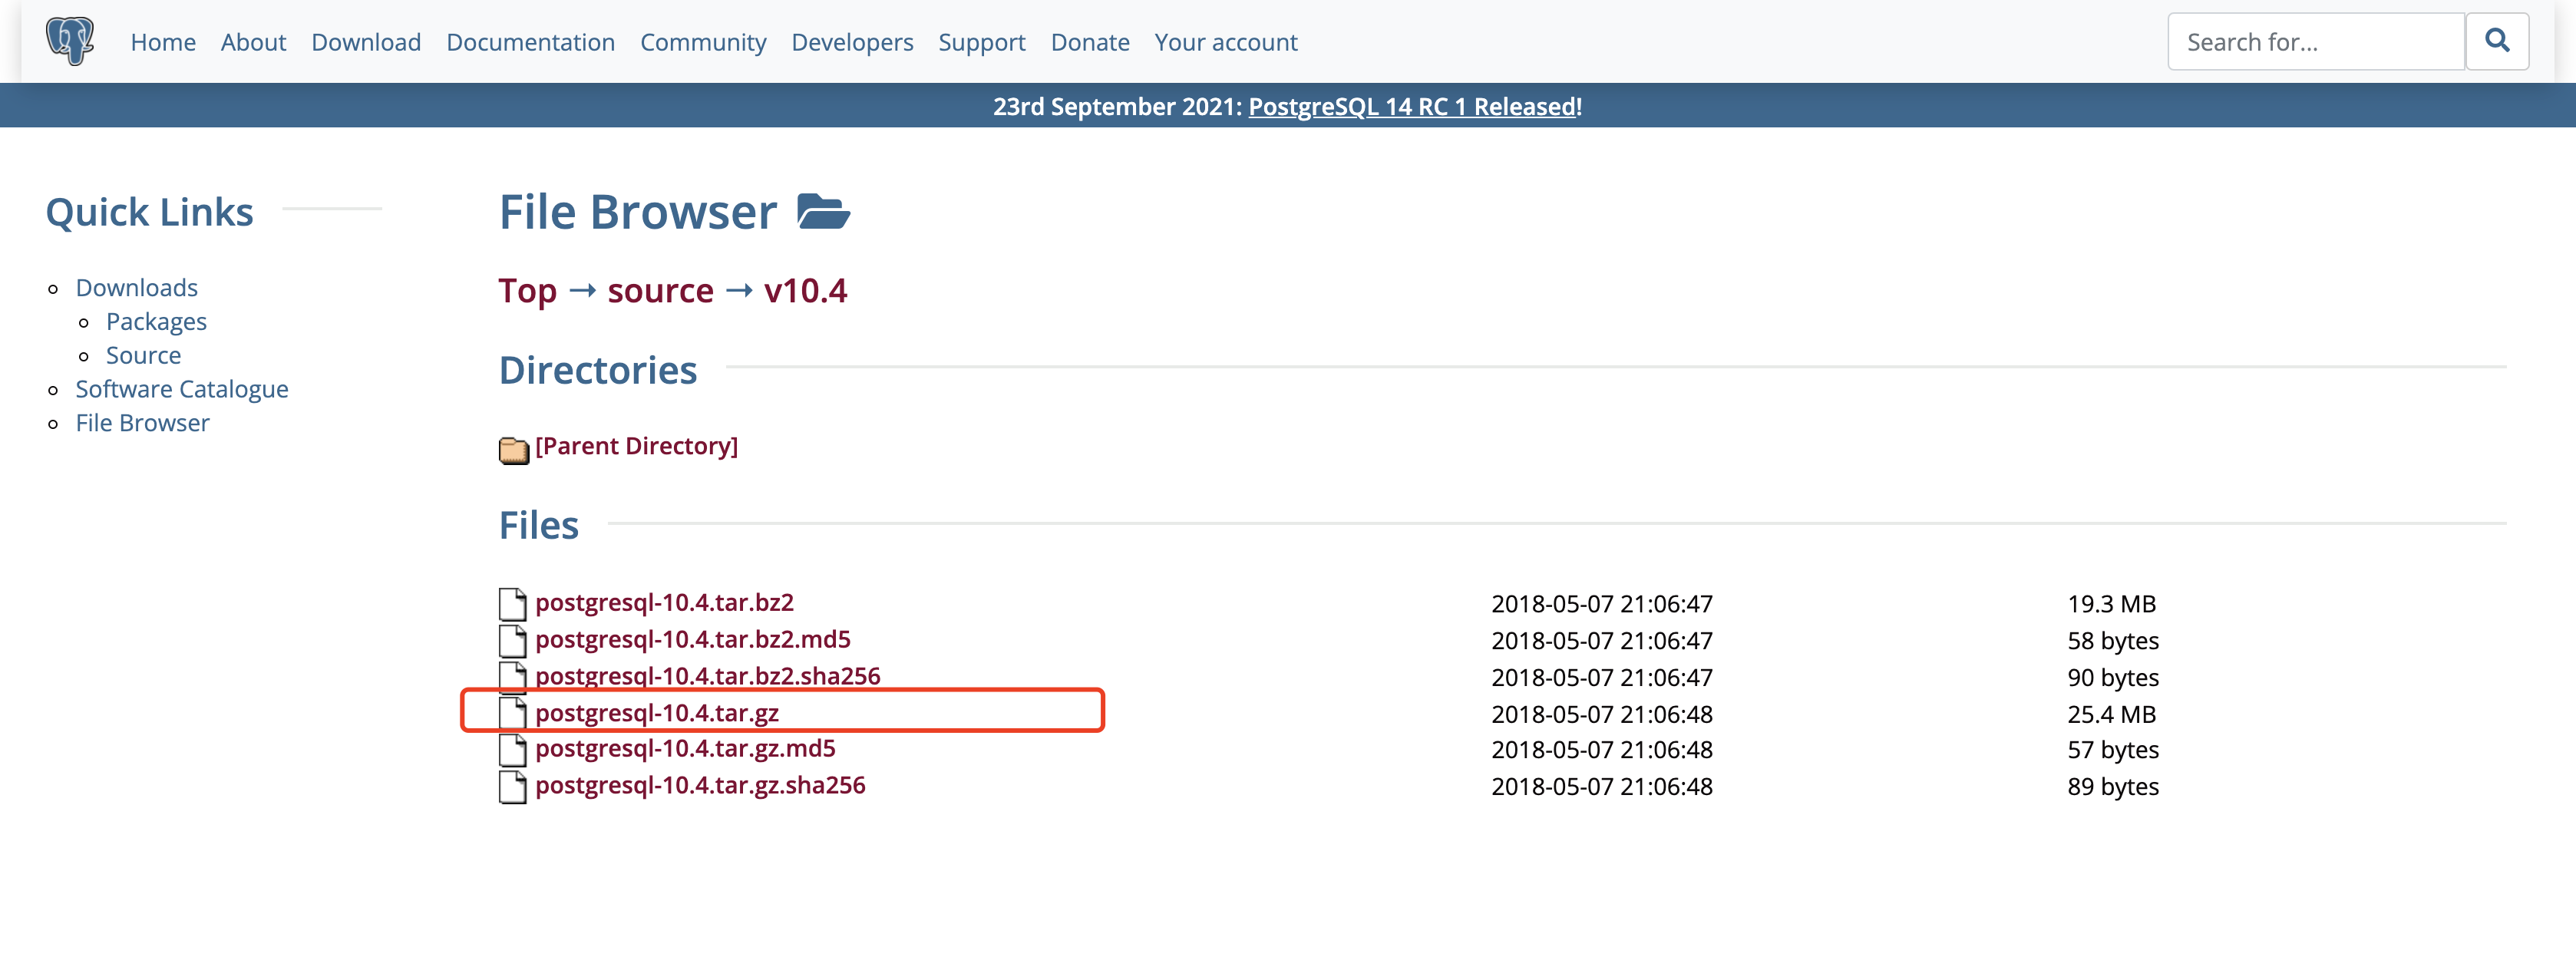 Home About Download Documentation Community Developers Support Donate Your account Search for...
23rd September 2021: PostgreSQL 14 RC 1 Released!
Quick Links
Downloads
Packages
Source
Software Catalogue
File Browser
File Browser
Top → source → v10.4
Directories
[Parent Directory]
Files
postgresql-10.4.tar.bz2 2018-05-07 21:06:47 19.3 MB
postgresql-10.4.tar.bz2.md5 2018-05-07 21:06:47 58 bytes
postgresql-10.4.tar.bz2.sha256 2018-05-07 21:06:47 90 bytes
postgresql-10.4.tar.gz 2018-05-07 21:06:48 25.4 MB
postgresql-10.4.tar.gz.md5 2018-05-07 21:06:48 57 bytes
postgresql-10.4.tar.gz.sha256 2018-05-07 21:06:48 89 bytes